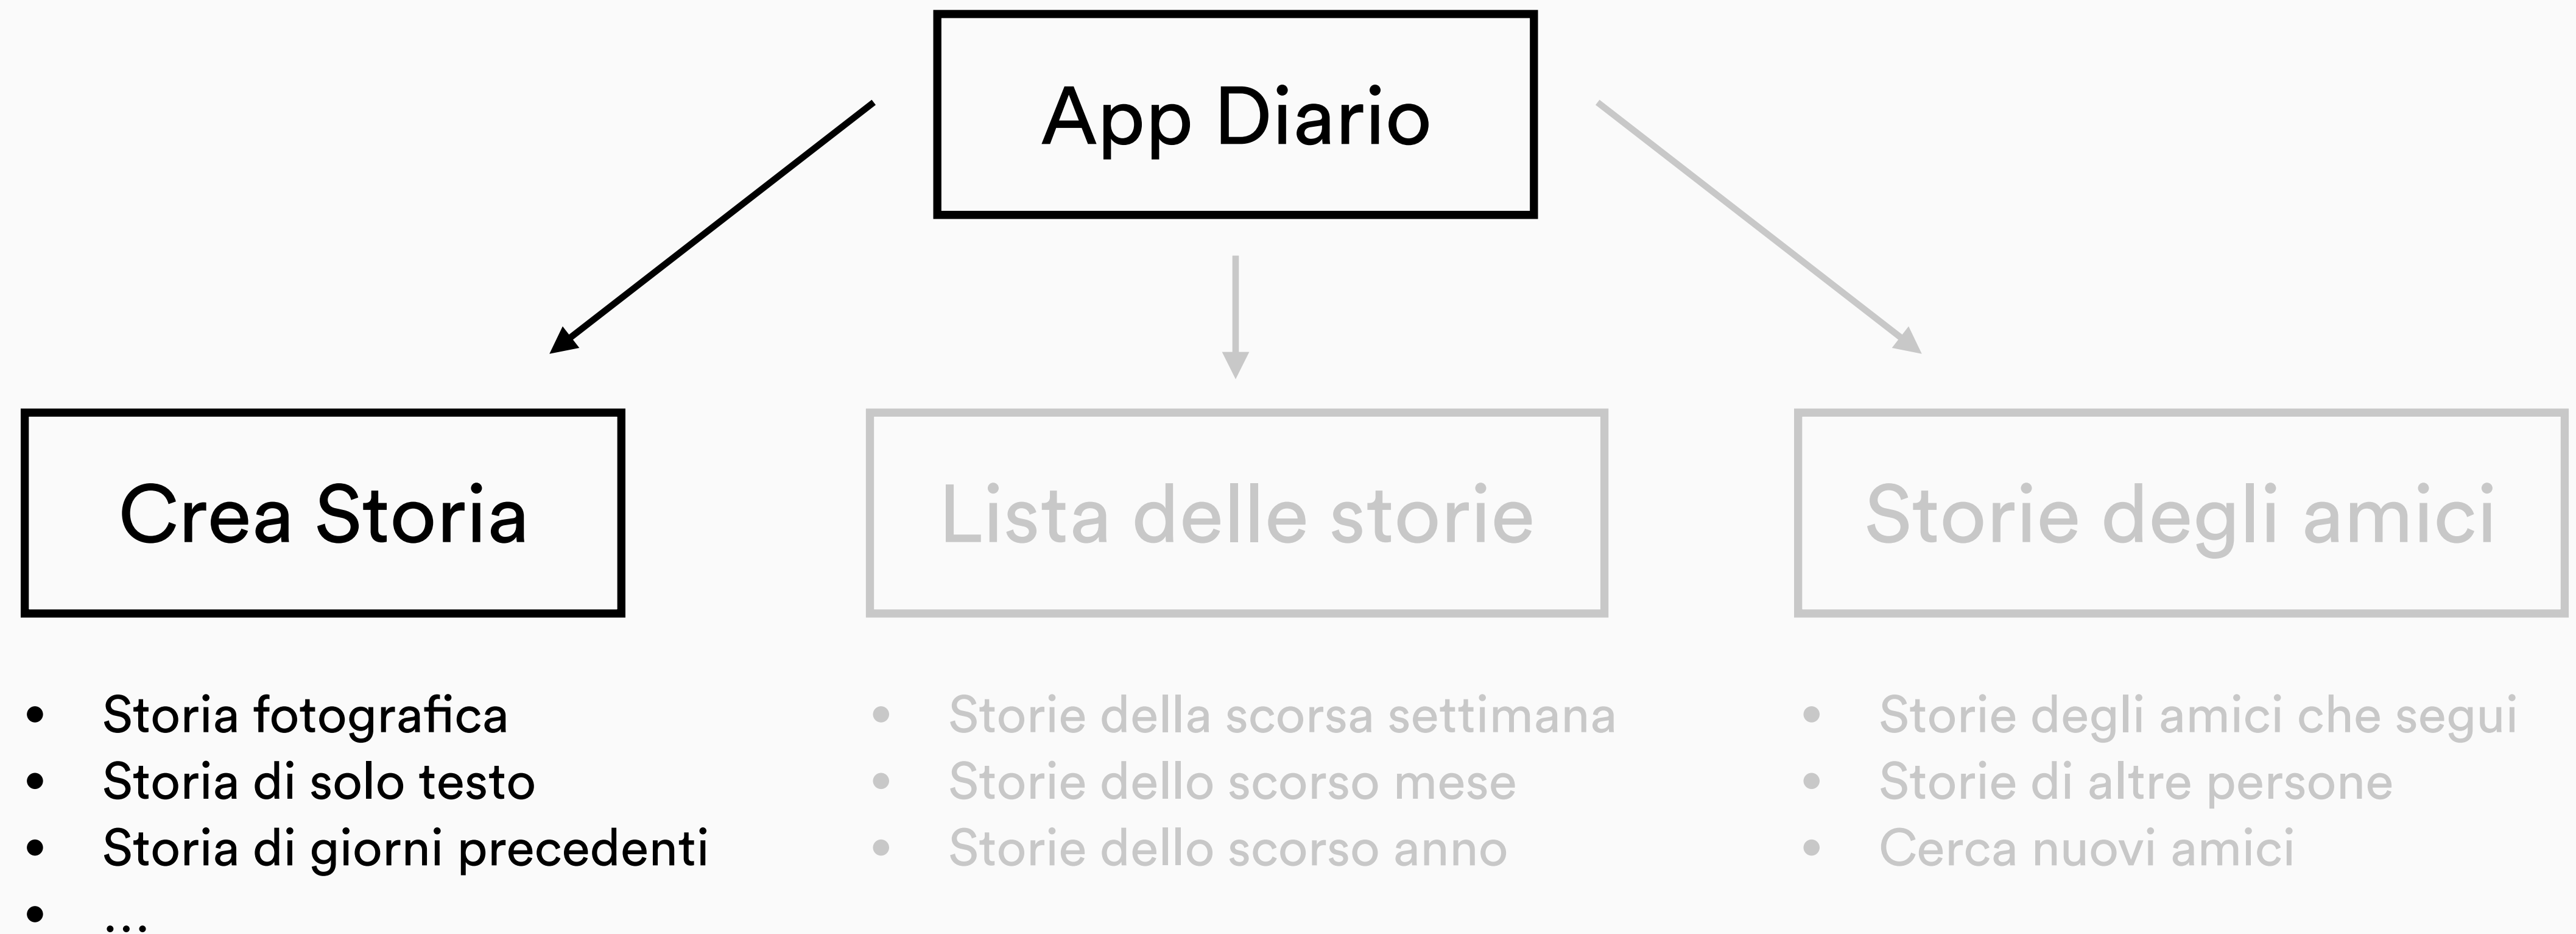 App Diario
Crea Storia
• Storia fotografica
• Storia di solo testo
• Storia di giorni precedenti
• ...
Lista delle storie
• Storie della scorsa settimana
• Storie dello scorso mese
• Storie dello scorso anno
Storie degli amici
• Storie degli amici che segui
• Storie di altre persone
• Cerca nuovi amici